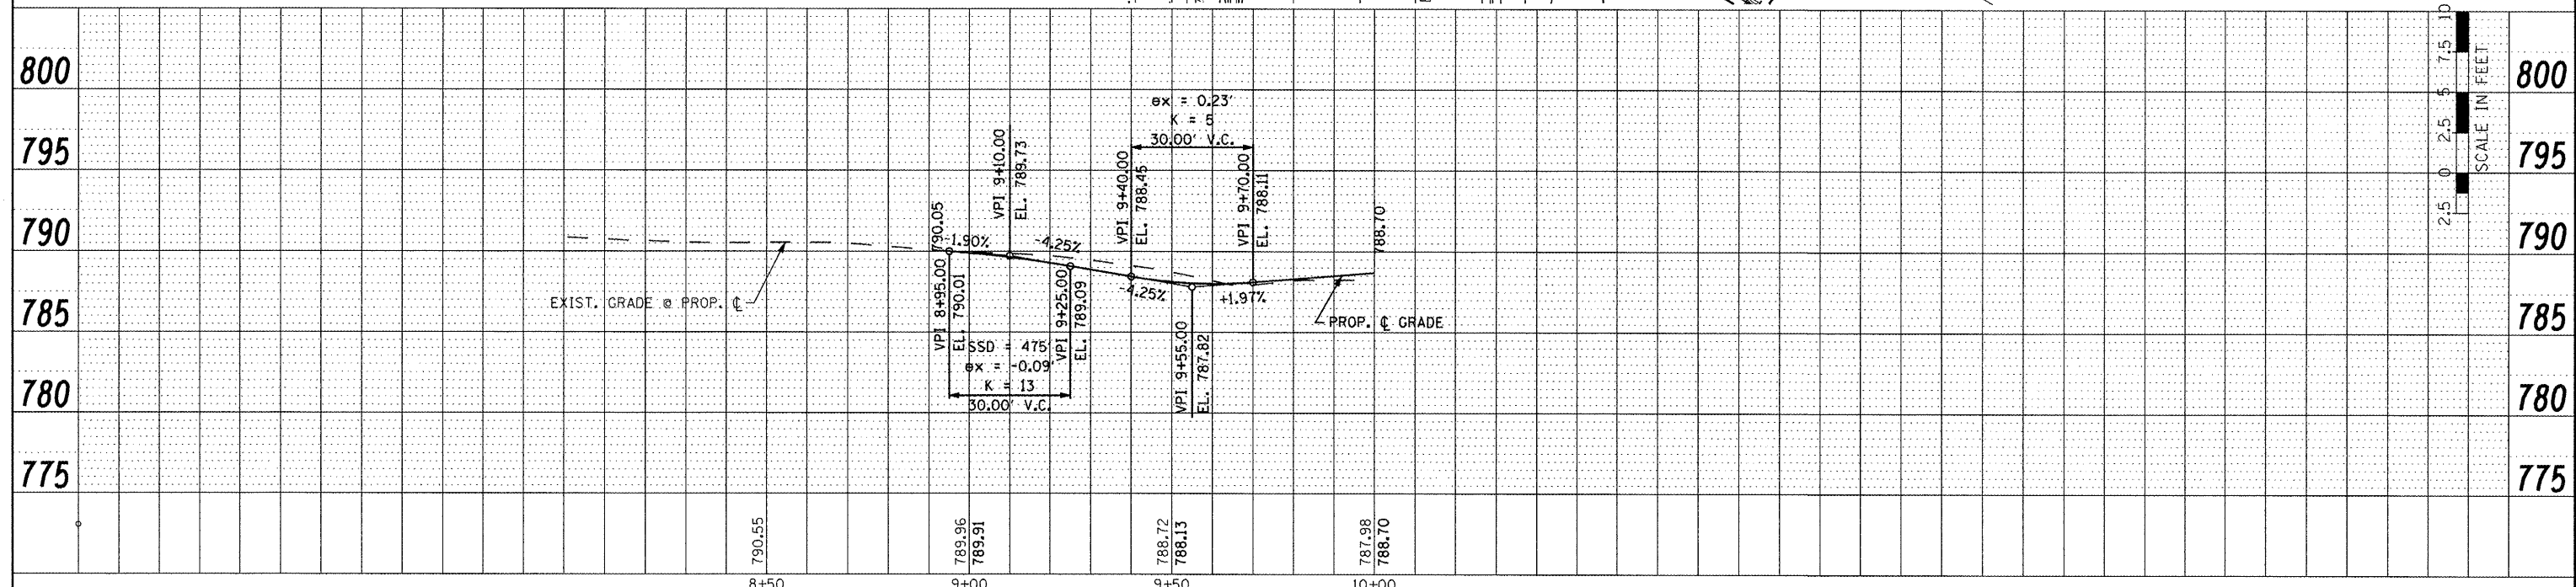 800
795
790
785
780
775
EXIST. GRADE @ PROP. ℄
790.05
-1.90%
VPI 8+95.00
EL. 790.01
SSD = 475'
ex = -0.09'
K = 13
30.00' V.C.
VPI 9+10.00
EL. 789.73
-4.25%
VPI 9+25.00
EL. 789.09
ex = 0.23'
K = 5
30.00' V.C.
VPI 9+40.00
EL. 788.45
-4.25%
VPI 9+55.00
EL. 787.82
+1.97%
VPI 9+70.00
EL. 788.11
788.70
PROP. ℄ GRADE
10
7.5
5
2.5
0
2.5
SCALE IN FEET
800
795
790
785
780
775
790.55
789.96
789.91
788.72
788.13
787.98
788.70
8+50
9+00
9+50
10+00